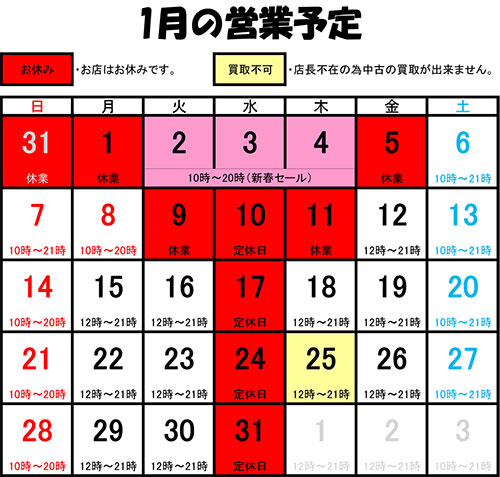 1月の営業予定
お休み ・お店はお休みです。 買取不可 ・店長不在の為中古の買取が出来ません。
日 月 火 水 木 金 土
31 1 2 3 4 5 6
休業 休業 10時～20時(新春セール) 休業 10時～21時
7 8 9 10 11 12 13
10時～21時 10時～20時 休業 定休日 休業 12時～21時 10時～21時
14 15 16 17 18 19 20
10時～20時 12時～21時 12時～21時 定休日 12時～21時 12時～21時 10時～21時
21 22 23 24 25 26 27
10時～20時 12時～21時 12時～21時 定休日 12時～21時 12時～21時 10時～21時
28 29 30 31 1 2 3
10時～20時 12時～21時 12時～21時 定休日 12時～21時 12時～21時 10時～21時